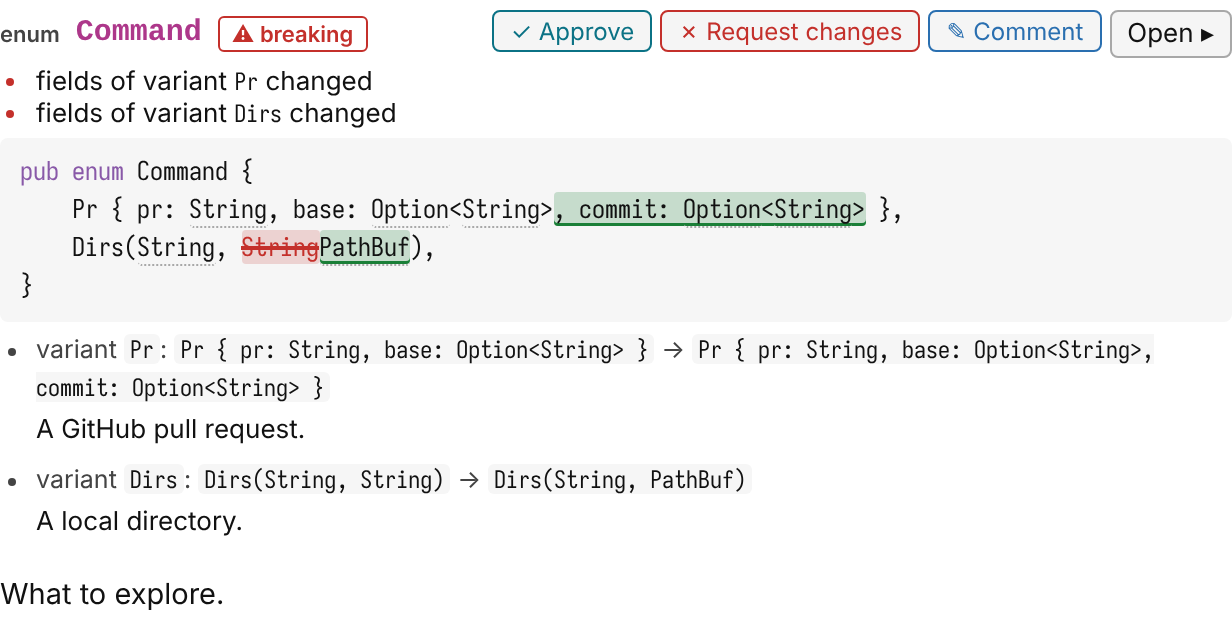 enum Command ⚠ breaking ✓ Approve ✕ Request changes ✎ Comment Open ▸
• fields of variant Pr changed
• fields of variant Dirs changed
pub enum Command {
    Pr { pr: String, base: Option<String>, commit: Option<String> },
    Dirs(String, StringPathBuf),
}
• variant Pr: Pr { pr: String, base: Option<String> } → Pr { pr: String, base: Option<String>,
commit: Option<String> }
A GitHub pull request.
• variant Dirs: Dirs(String, String) → Dirs(String, PathBuf)
A local directory.
What to explore.